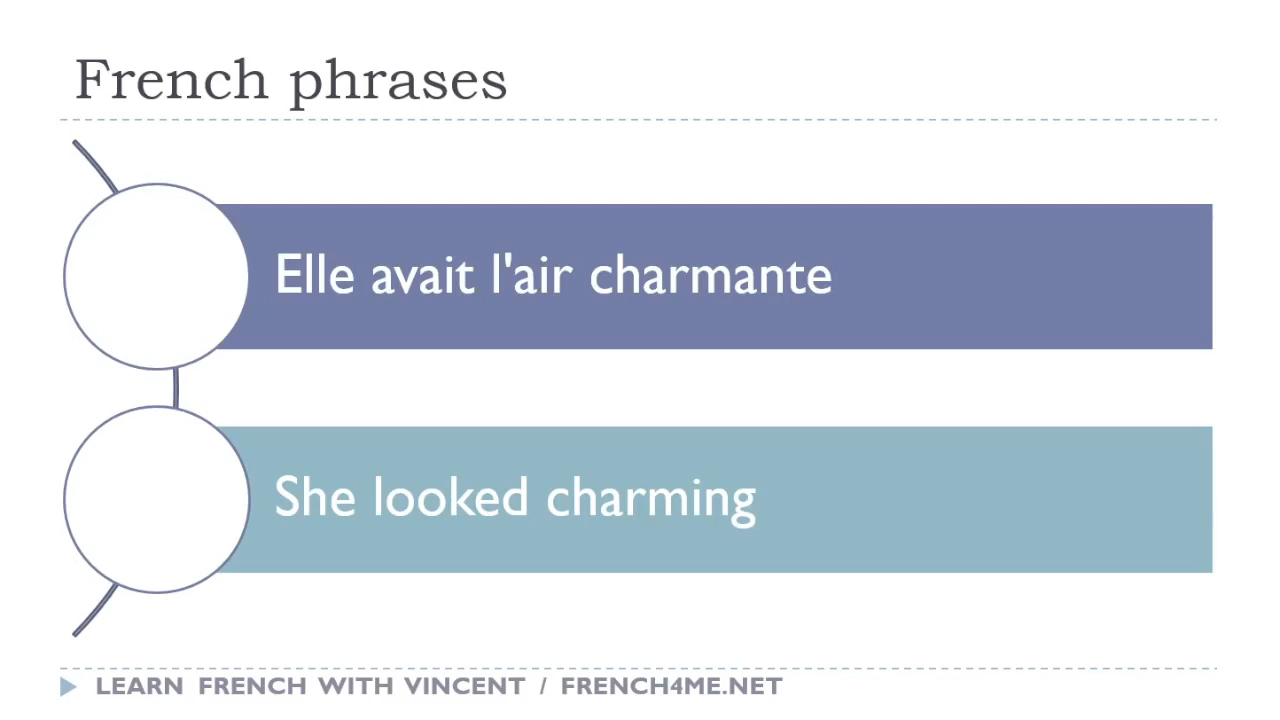 French phrases
Elle avait l'air charmante
She looked charming
LEARN FRENCH WITH VINCENT / FRENCH4ME.NET